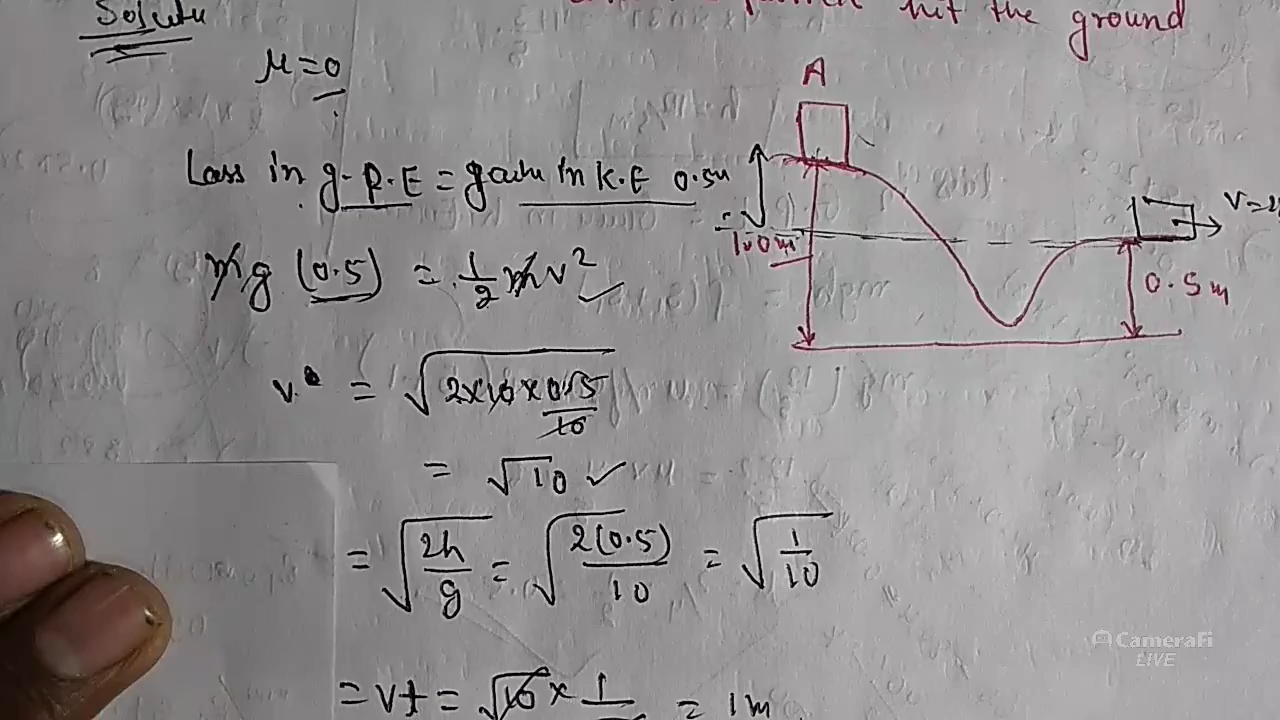 hit the ground
Solutu
μ=0
A
Loss in g.P.E = gain in K.E 0.5m
V=
1.0m
mg (0.5) = 1/2 mv²
0.5m
v = √2×10×0.5/10
= √10 ✓
= √2h/g = √2(0.5)/10 = √1/10
CameraFi
LIVE
= vt = √10 × 1 = 1m